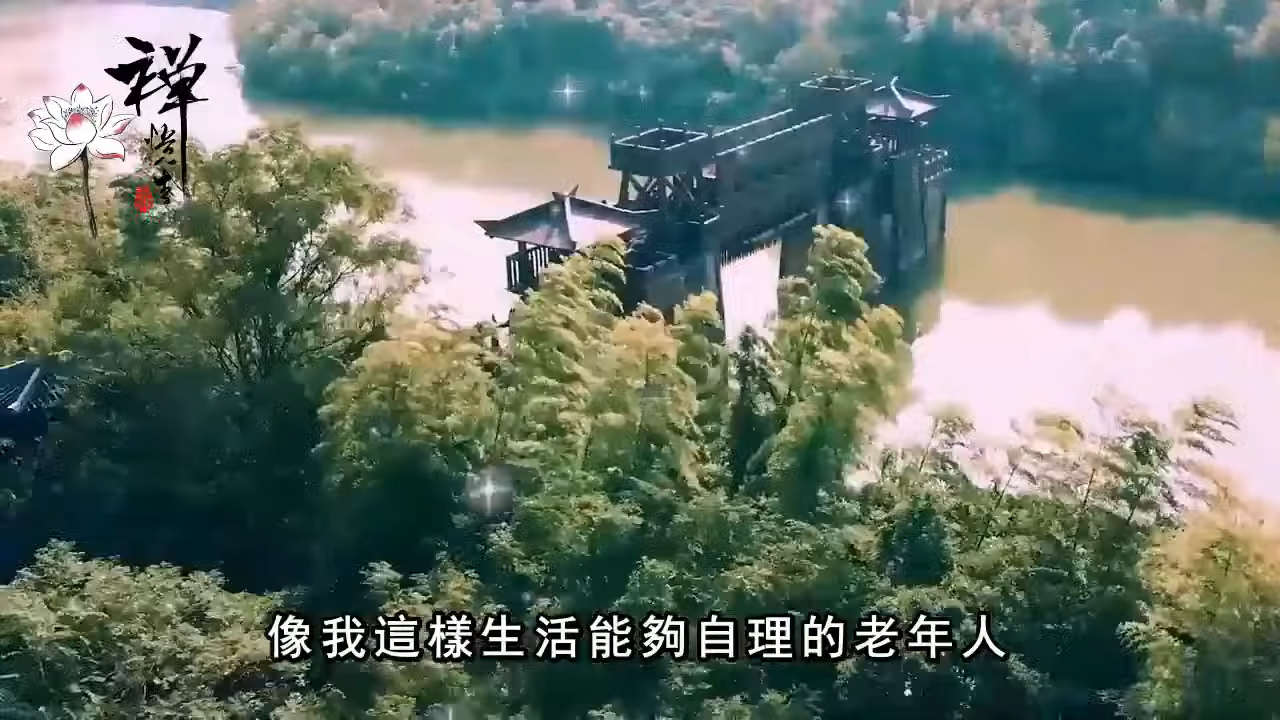 禪
像我這樣生活能夠自理的老年人